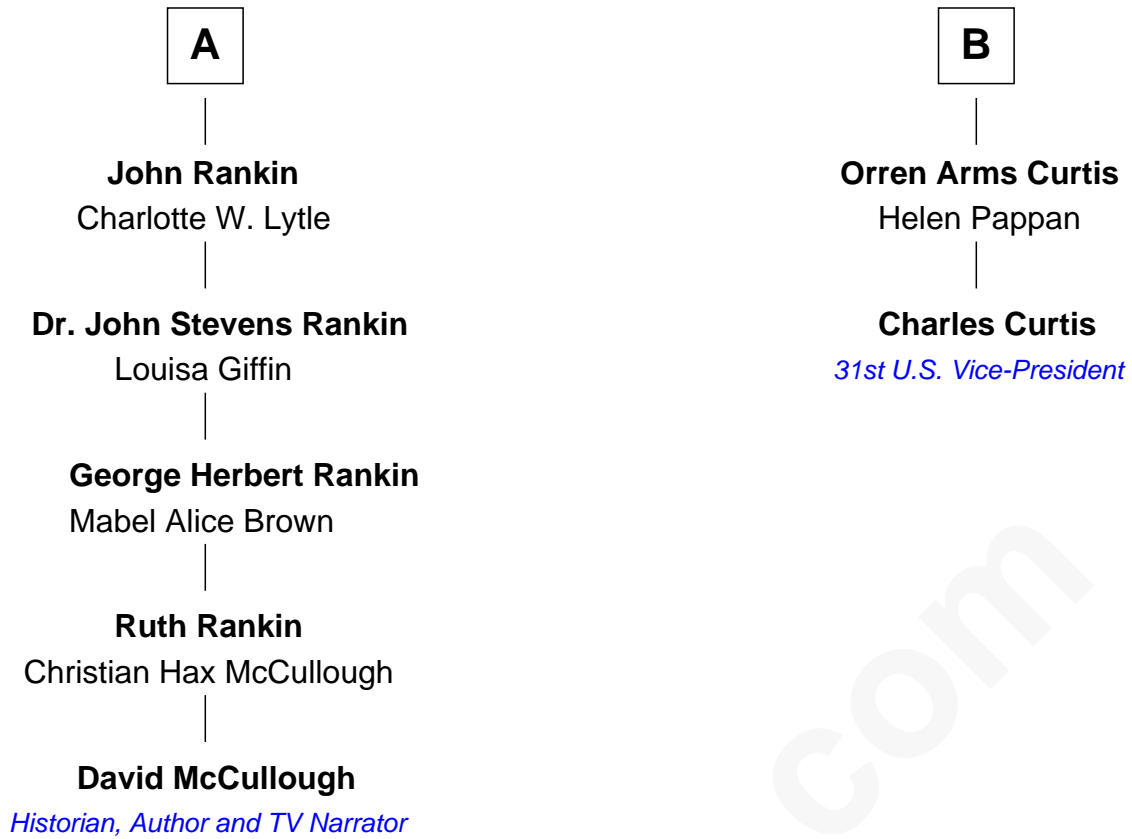 A
John Rankin
Charlotte W. Lytle
Dr. John Stevens Rankin
Louisa Giffin
George Herbert Rankin
Mabel Alice Brown
Ruth Rankin
Christian Hax McCullough
David McCullough
Historian, Author and TV Narrator
B
Orren Arms Curtis
Helen Pappan
Charles Curtis
31st U.S. Vice-President
com